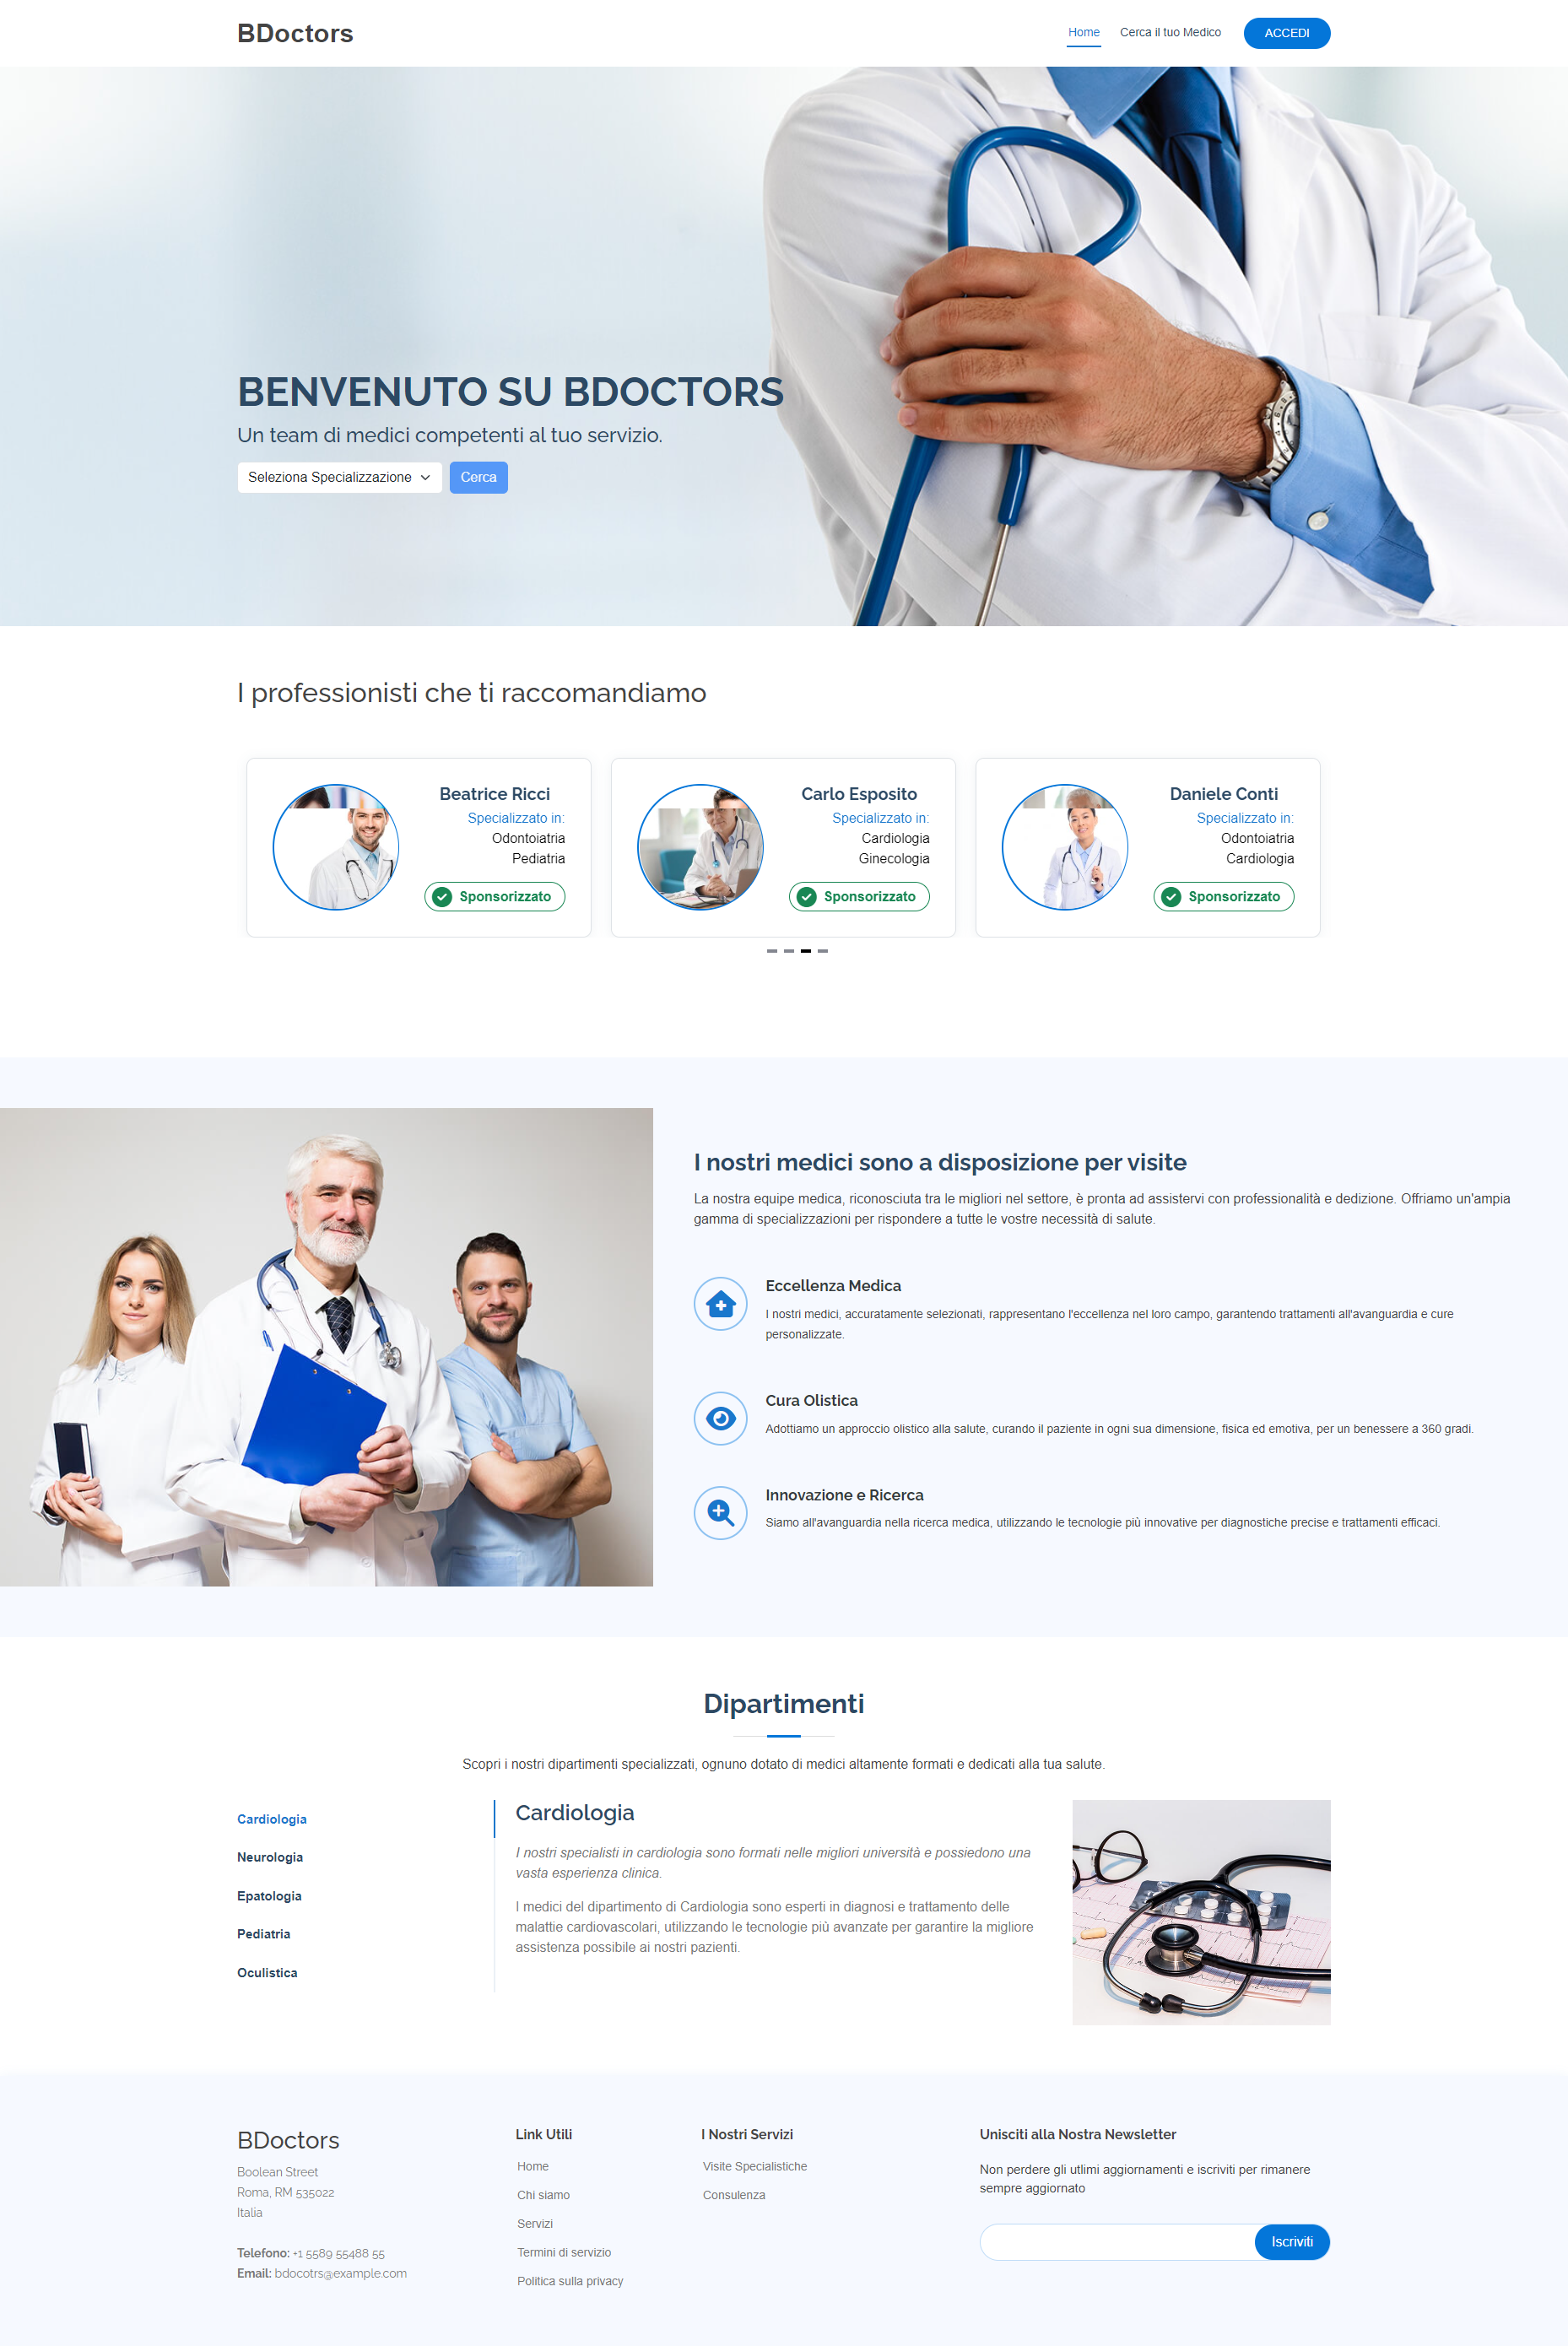 BDoctors
Home
Cerca il tuo Medico
ACCEDI
BENVENUTO SU BDOCTORS
Un team di medici competenti al tuo servizio.
Seleziona Specializzazione
Cerca
I professionisti che ti raccomandiamo
Beatrice Ricci
Specializzato in:
Odontoiatria
Pediatria
Sponsorizzato
Carlo Esposito
Specializzato in:
Cardiologia
Ginecologia
Sponsorizzato
Daniele Conti
Specializzato in:
Odontoiatria
Cardiologia
Sponsorizzato
I nostri medici sono a disposizione per visite
La nostra equipe medica, riconosciuta tra le migliori nel settore, è pronta ad assistervi con professionalità e dedizione. Offriamo un'ampia
gamma di specializzazioni per rispondere a tutte le vostre necessità di salute.
Eccellenza Medica
I nostri medici, accuratamente selezionati, rappresentano l'eccellenza nel loro campo, garantendo trattamenti all'avanguardia e cure
personalizzate.
Cura Olistica
Adottiamo un approccio olistico alla salute, curando il paziente in ogni sua dimensione, fisica ed emotiva, per un benessere a 360 gradi.
Innovazione e Ricerca
Siamo all'avanguardia nella ricerca medica, utilizzando le tecnologie più innovative per diagnostiche precise e trattamenti efficaci.
Dipartimenti
Scopri i nostri dipartimenti specializzati, ognuno dotato di medici altamente formati e dedicati alla tua salute.
Cardiologia
Neurologia
Epatologia
Pediatria
Oculistica
Cardiologia
I nostri specialisti in cardiologia sono formati nelle migliori università e possiedono una
vasta esperienza clinica.
I medici del dipartimento di Cardiologia sono esperti in diagnosi e trattamento delle
malattie cardiovascolari, utilizzando le tecnologie più avanzate per garantire la migliore
assistenza possibile ai nostri pazienti.
BDoctors
Boolean Street
Roma, RM 535022
Italia
Telefono: +1 5589 55488 55
Email: bdocotrs@example.com
Link Utili
Home
Chi siamo
Servizi
Termini di servizio
Politica sulla privacy
I Nostri Servizi
Visite Specialistiche
Consulenza
Unisciti alla Nostra Newsletter
Non perdere gli utlimi aggiornamenti e iscriviti per rimanere
sempre aggiornato
Iscriviti